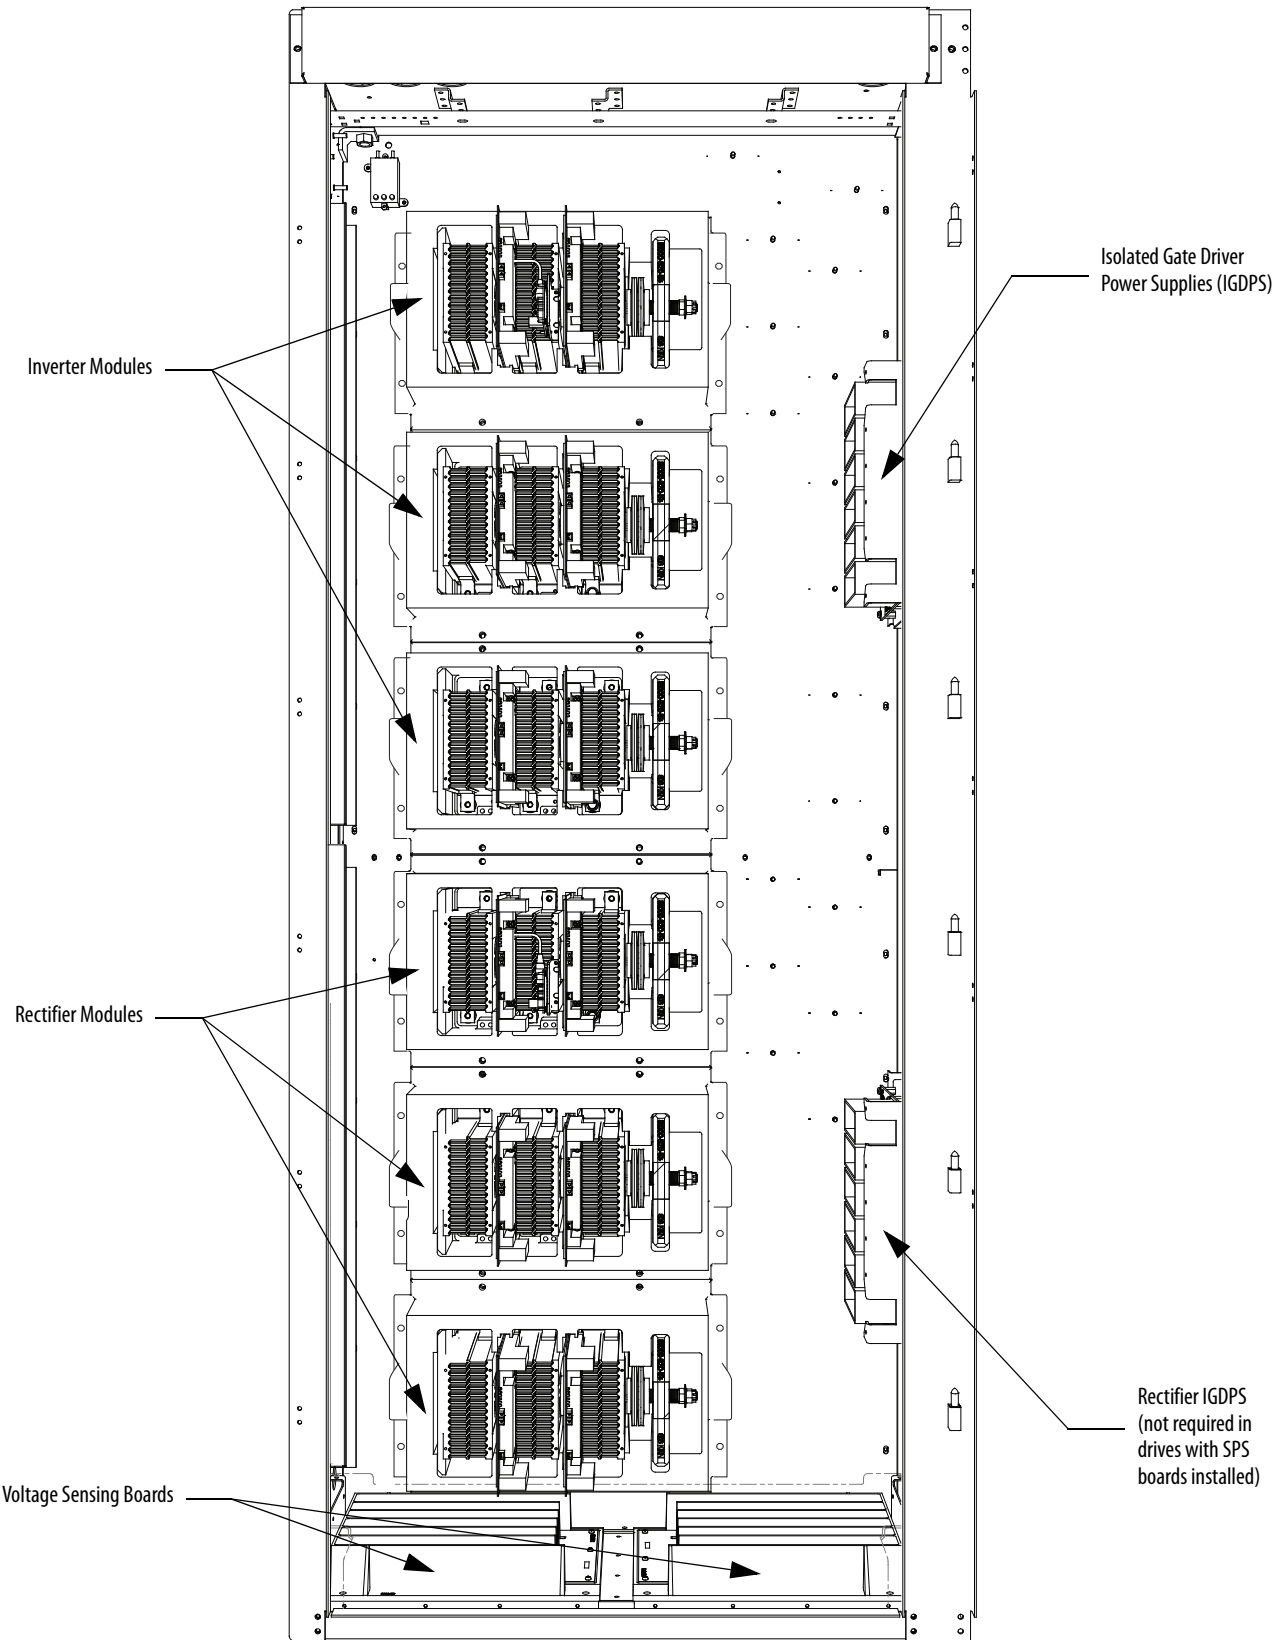 Isolated Gate Driver
Power Supplies (IGDPS)
Inverter Modules
Rectifier Modules
Rectifier IGDPS
(not required in
drives with SPS
boards installed)
Voltage Sensing Boards